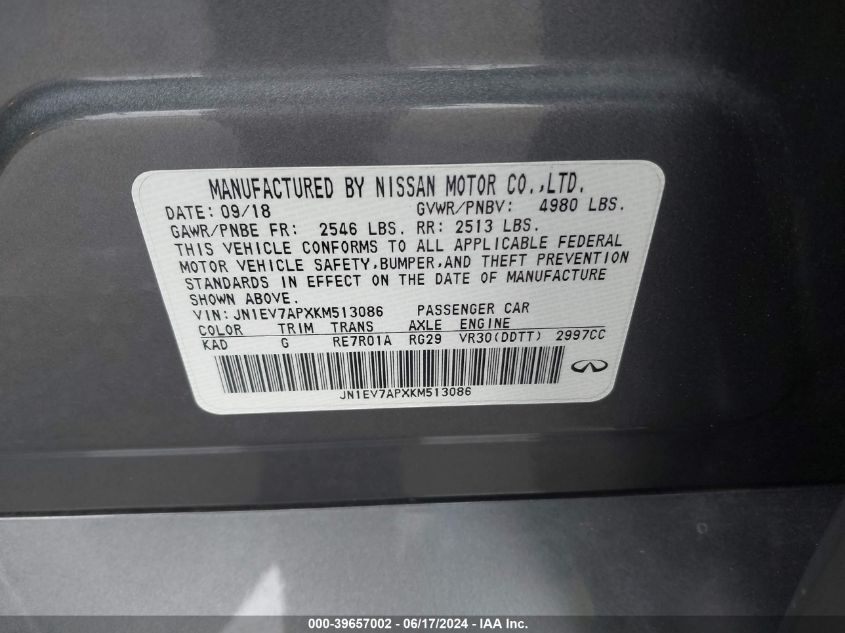 MANUFACTURED BY NISSAN MOTOR CO.,LTD.
DATE: 09/18 GVWR/PNBV: 4980 LBS.
GAWR/PNBE FR: 2546 LBS. RR: 2513 LBS.
THIS VEHICLE CONFORMS TO ALL APPLICABLE FEDERAL
MOTOR VEHICLE SAFETY,BUMPER,AND THEFT PREVENTION
STANDARDS IN EFFECT ON THE DATE OF MANUFACTURE
SHOWN ABOVE.
VIN: JN1EV7APXKM513086 PASSENGER CAR
COLOR TRIM TRANS AXLE ENGINE
KAD G RE7R01A RG29 VR30(DDTT) 2997CC
JN1EV7APXKM513086
000-39657002 - 06/17/2024 - IAA, Inc.